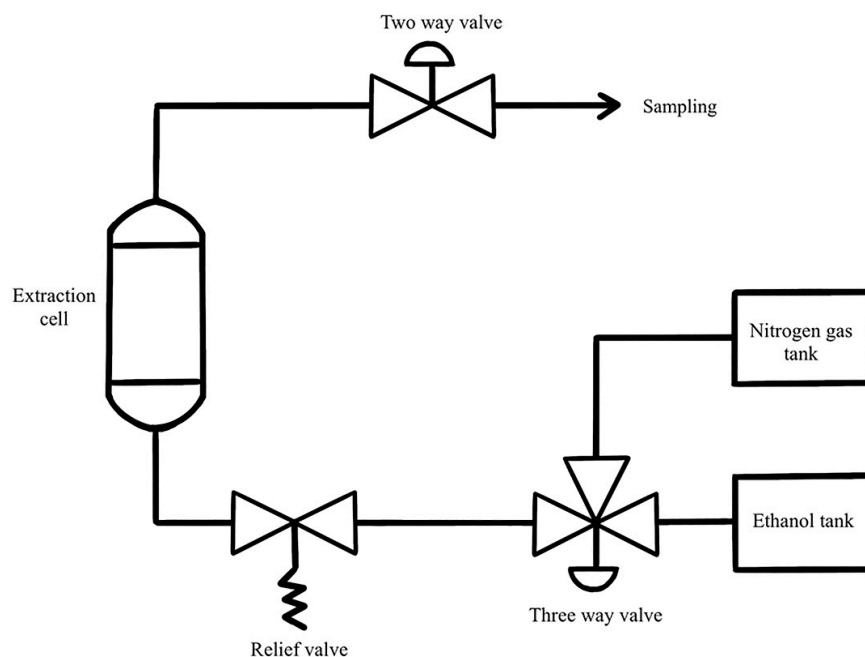 Two way valve
Sampling
Extraction
cell
Nitrogen gas
tank
Ethanol tank
Three way valve
Relief valve